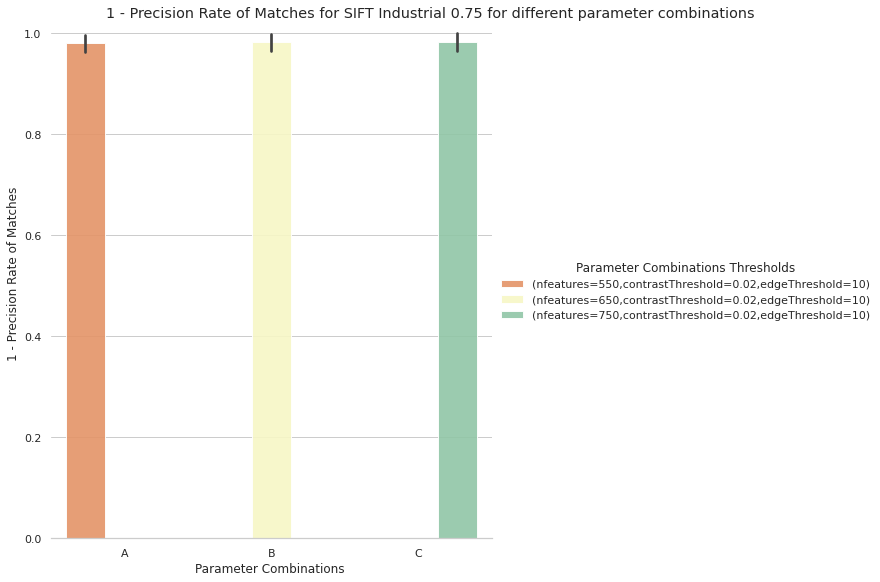 1 - Precision Rate of Matches for SIFT Industrial 0.75 for different parameter combinations
1 - Precision Rate of Matches
1.0
0.8
0.6
0.4
0.2
0.0
A
B
C
Parameter Combinations
Parameter Combinations Thresholds
(nfeatures=550,contrastThreshold=0.02,edgeThreshold=10)
(nfeatures=650,contrastThreshold=0.02,edgeThreshold=10)
(nfeatures=750,contrastThreshold=0.02,edgeThreshold=10)